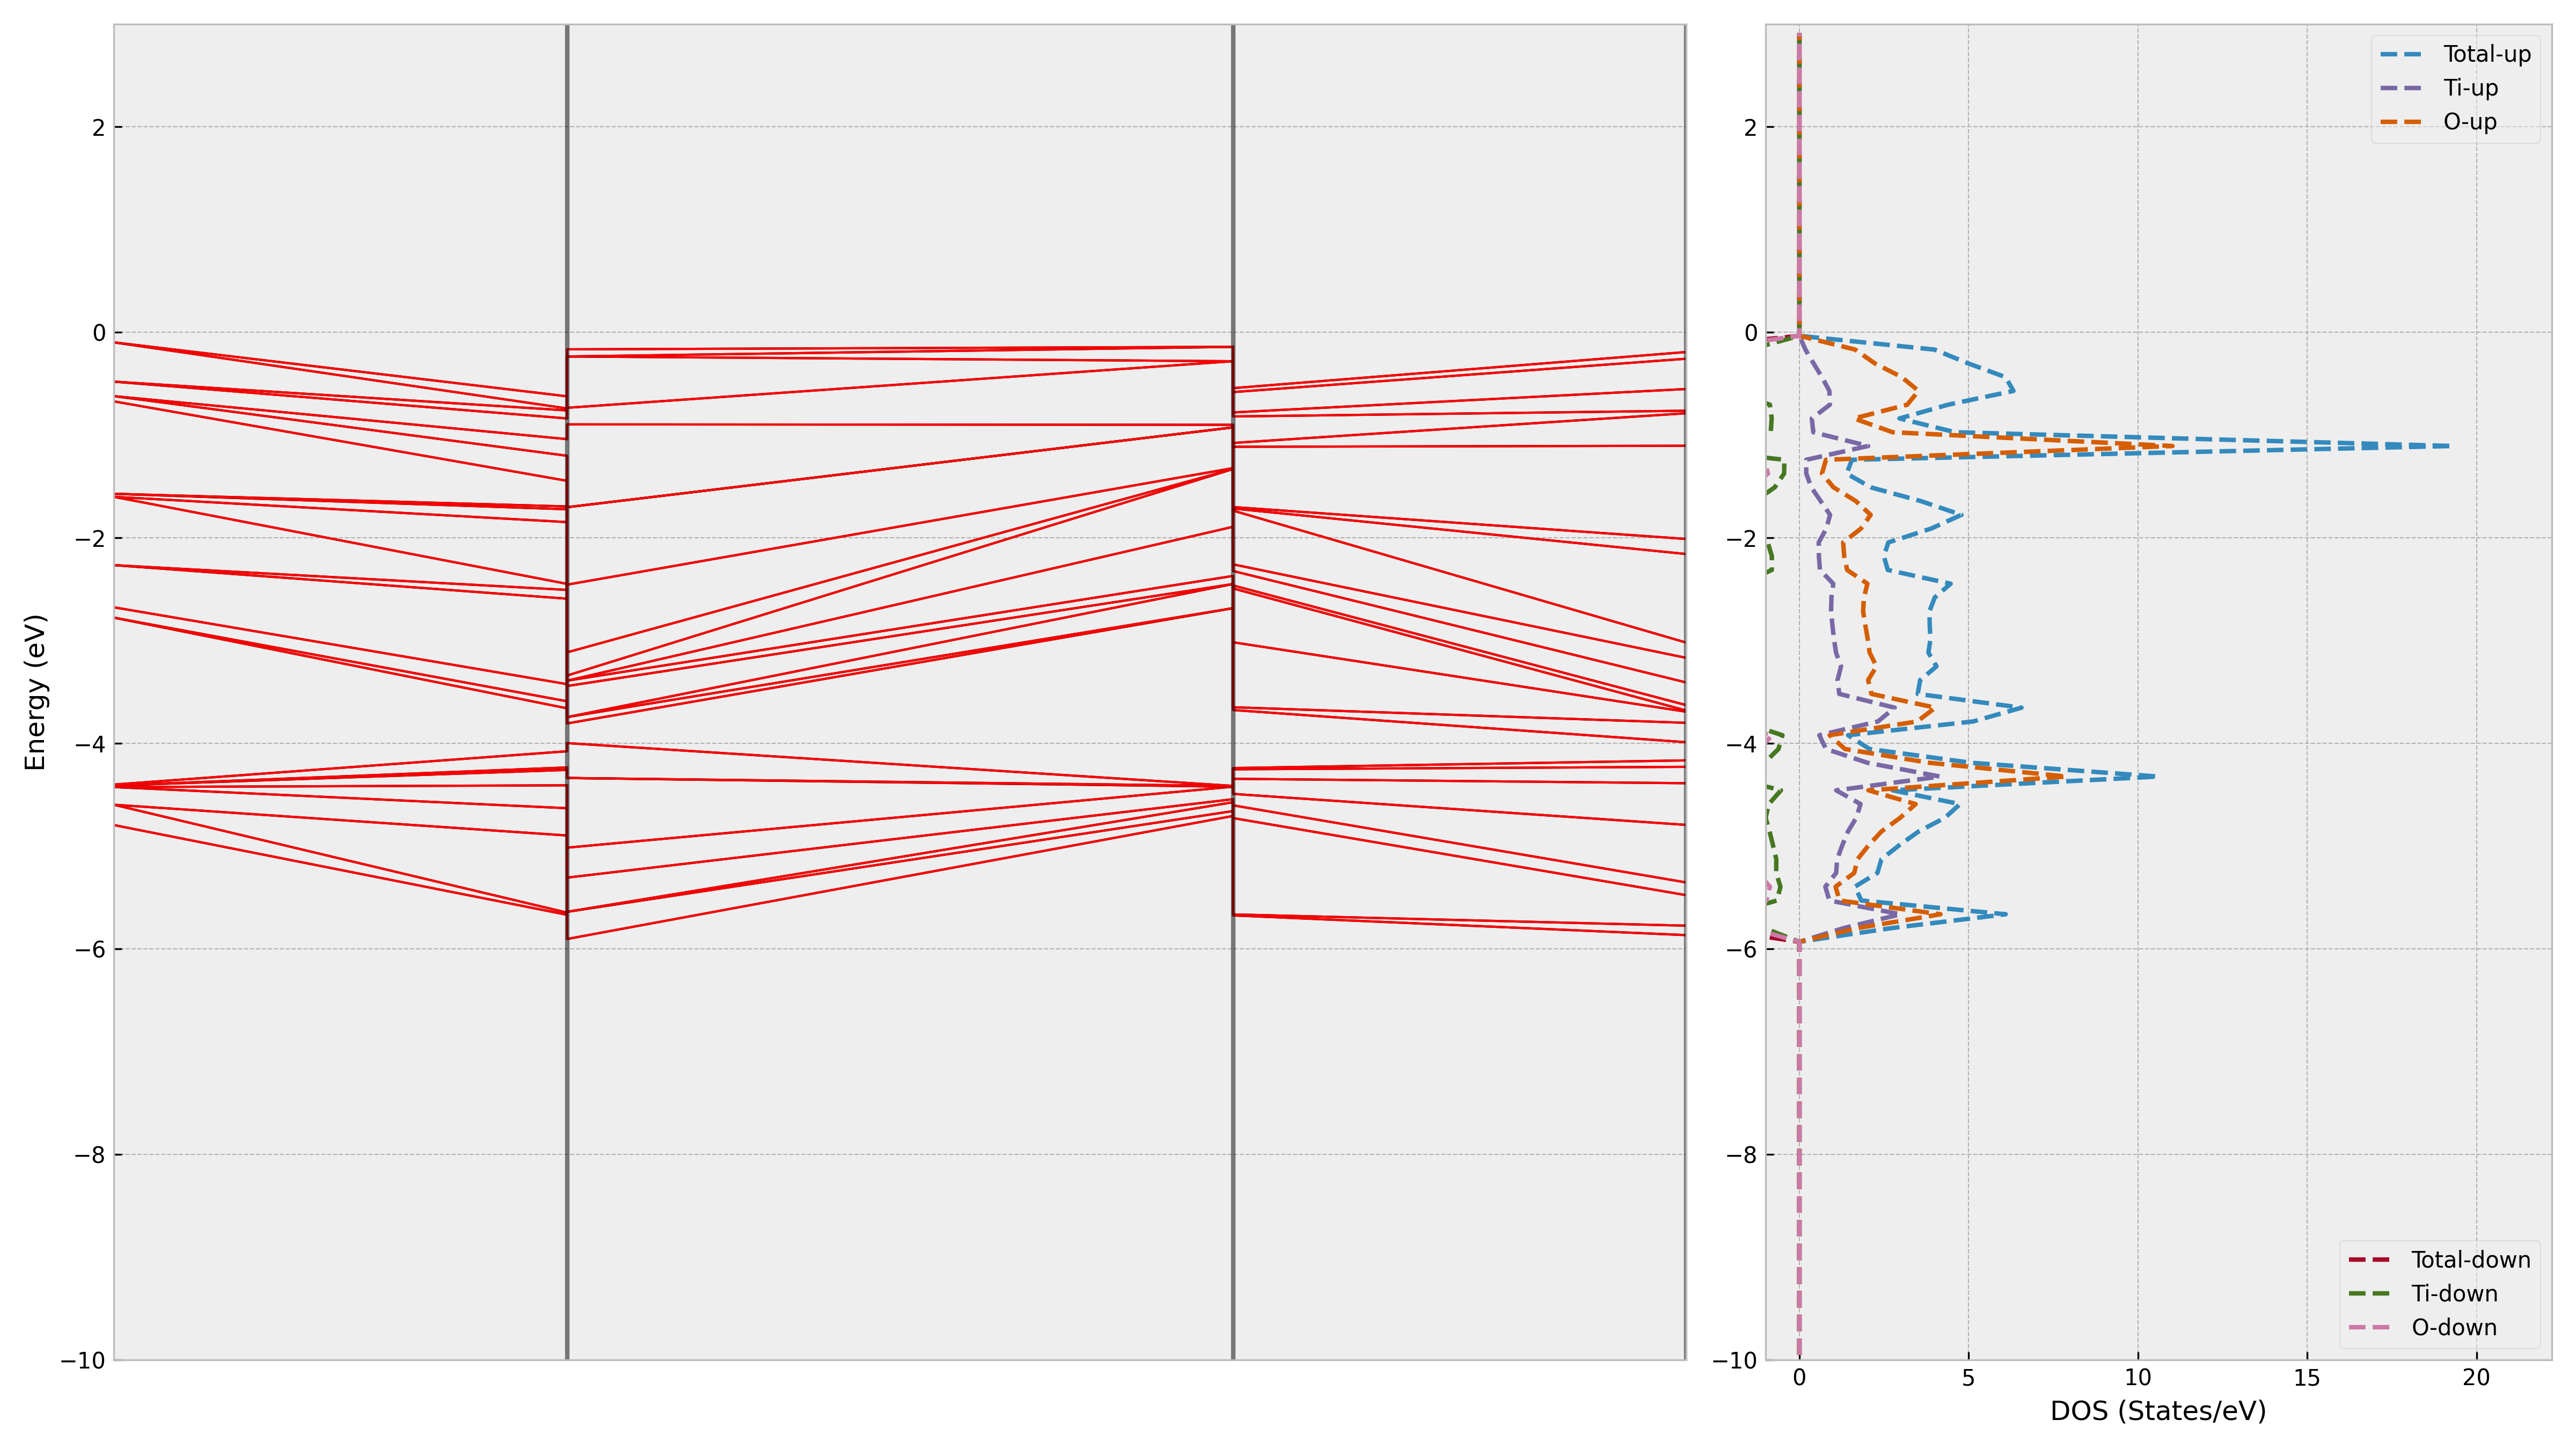 Energy (eV)
2
0
−2
−4
−6
−8
−10
2
0
−2
−4
−6
−8
−10
Total-up
Ti-up
O-up
Total-down
Ti-down
O-down
0 5 10 15 20
DOS (States/eV)